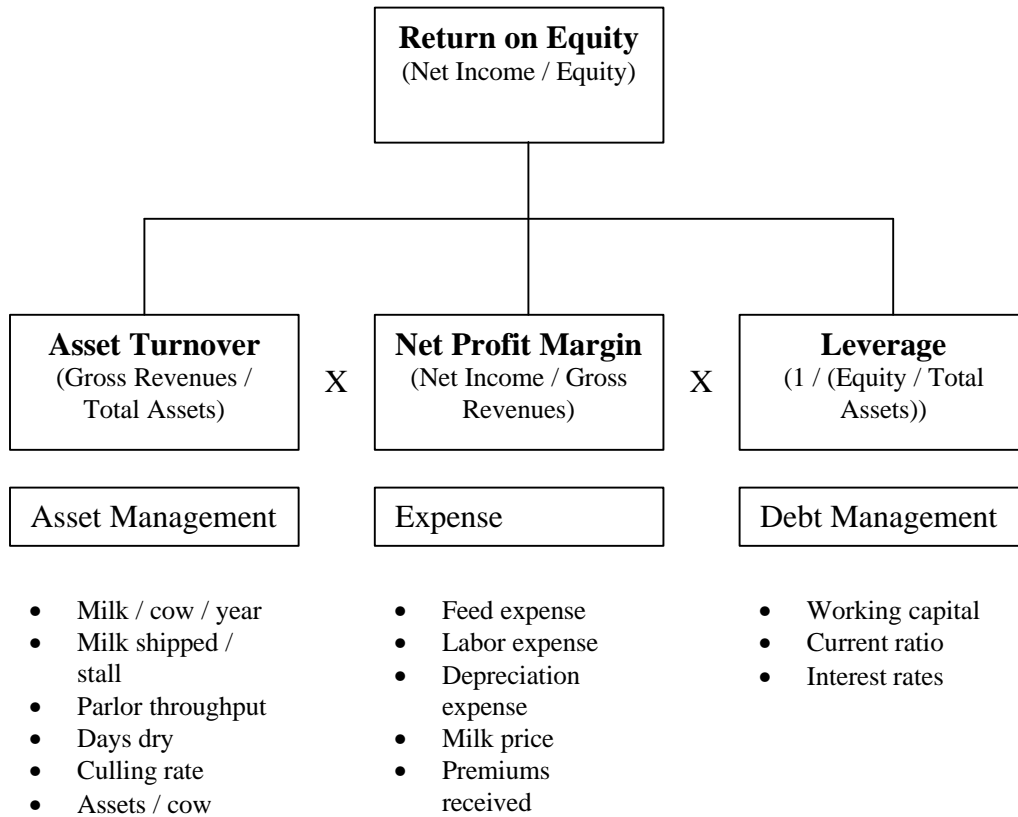 Return on Equity
(Net Income / Equity)
Asset Turnover
(Gross Revenues /
Total Assets)
X
Net Profit Margin
(Net Income / Gross
Revenues)
X
Leverage
(1 / (Equity / Total
Assets))
Asset Management
Expense
Debt Management
• Milk / cow / year
• Milk shipped /
stall
• Parlor throughput
• Days dry
• Culling rate
• Assets / cow
• Feed expense
• Labor expense
• Depreciation
expense
• Milk price
• Premiums
received
• Working capital
• Current ratio
• Interest rates